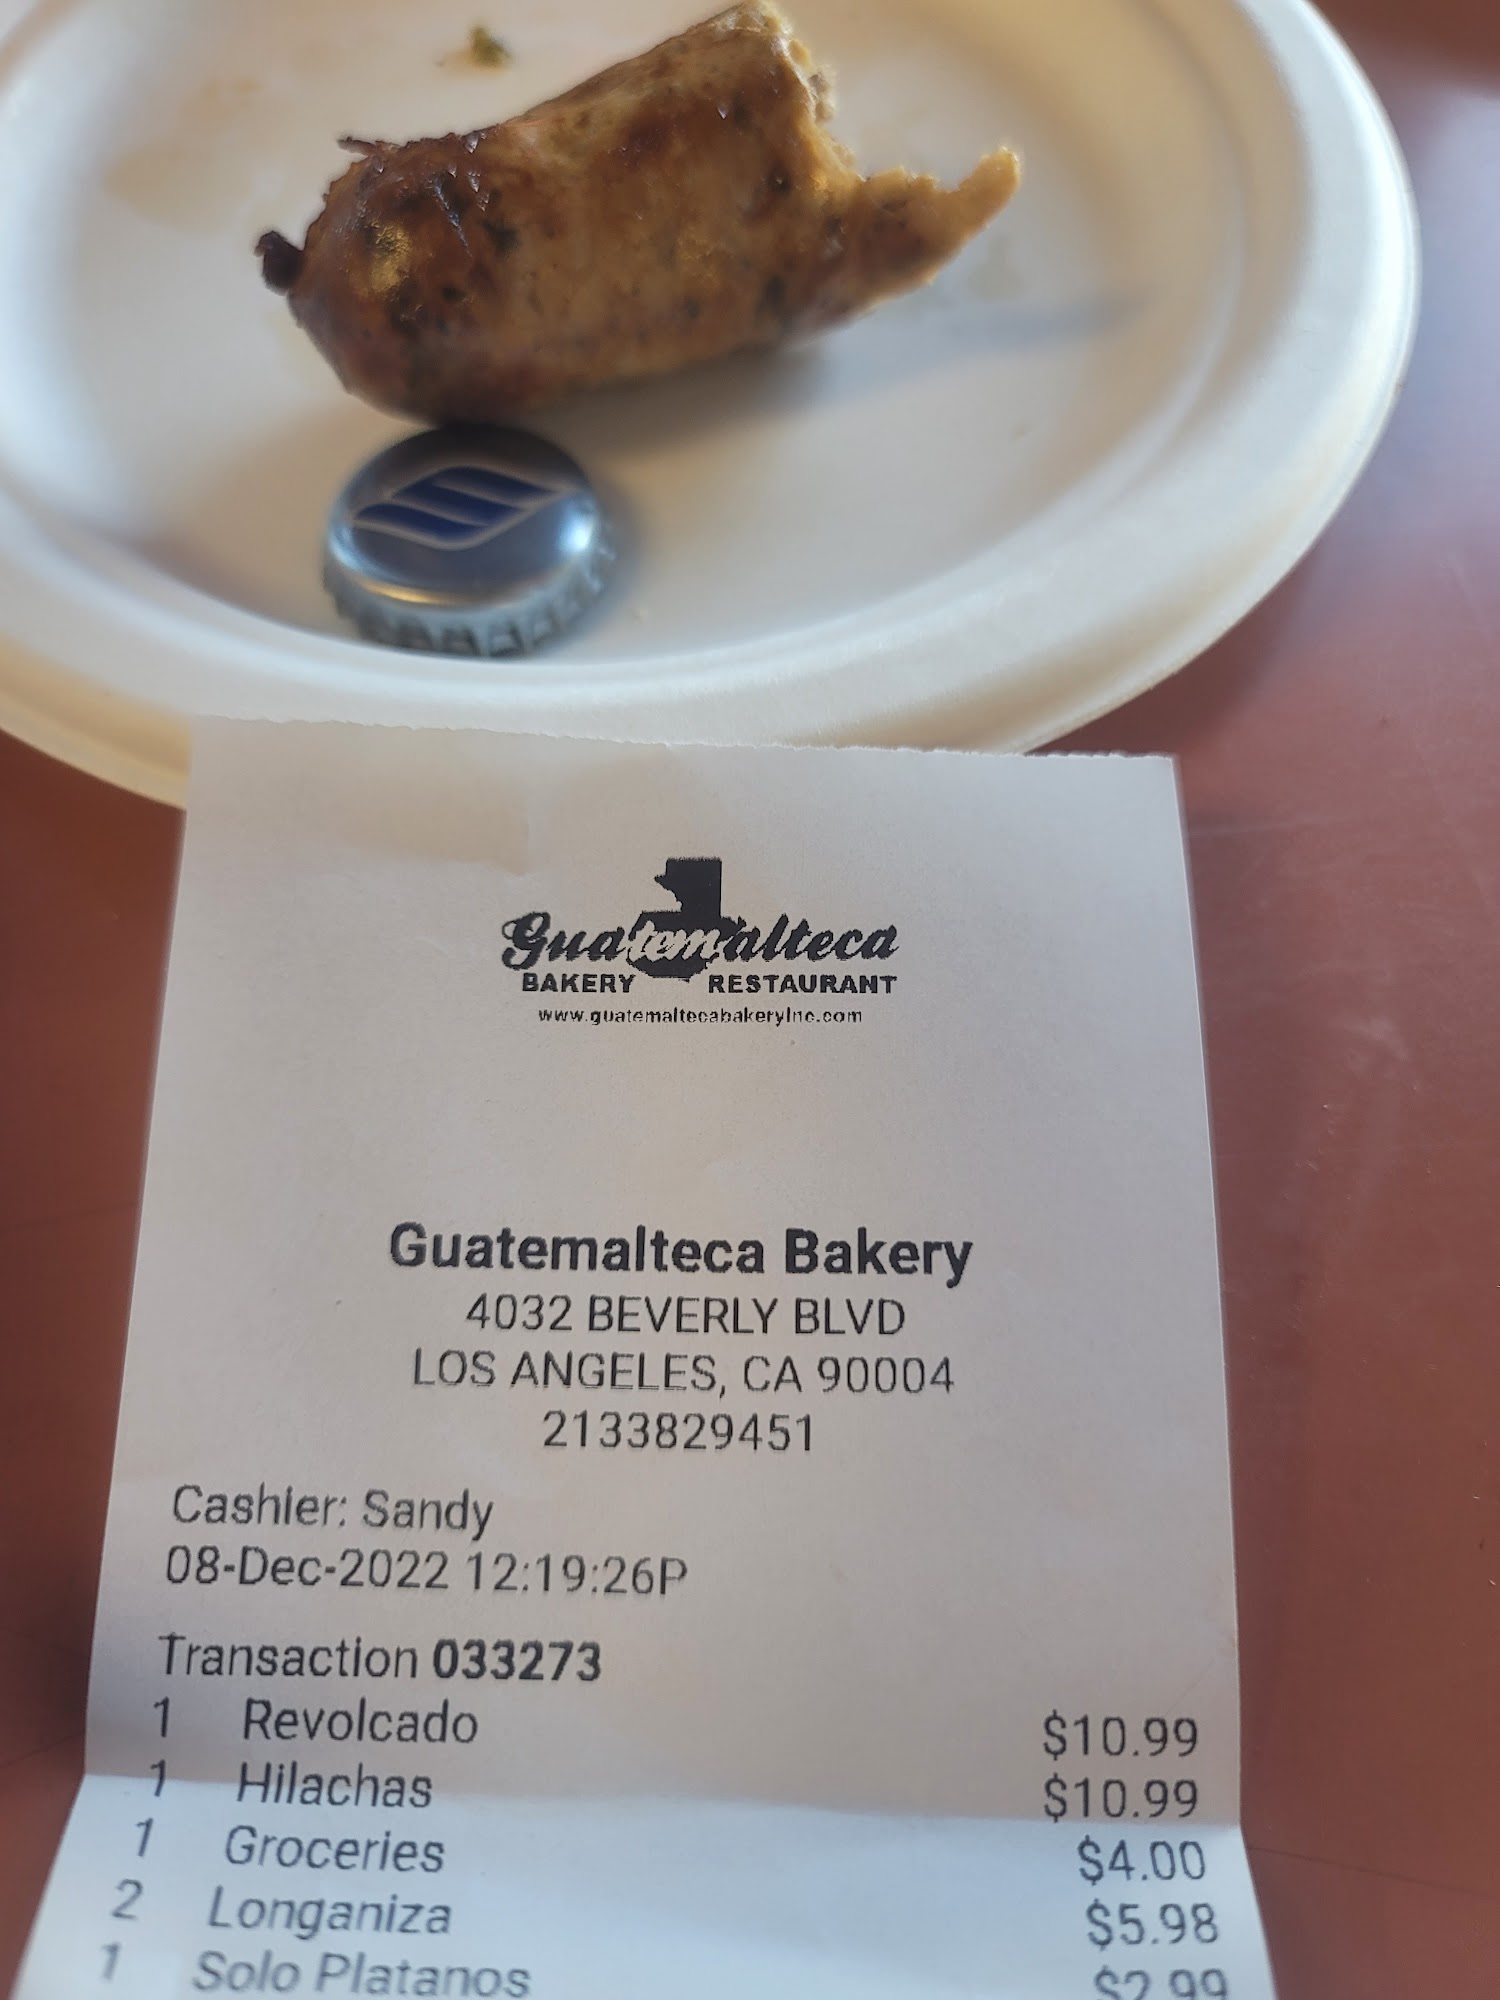 Guatemalteca
BAKERY RESTAURANT
www.guatemaltecabakeryinc.com
Guatemalteca Bakery
4032 BEVERLY BLVD
LOS ANGELES, CA 90004
2133829451
Cashier: Sandy
08-Dec-2022 12:19:26P
Transaction 033273
1 Revolcado $10.99
1 Hilachas $10.99
1 Groceries $4.00
2 Longaniza $5.98
1 Solo Platanos $2.99